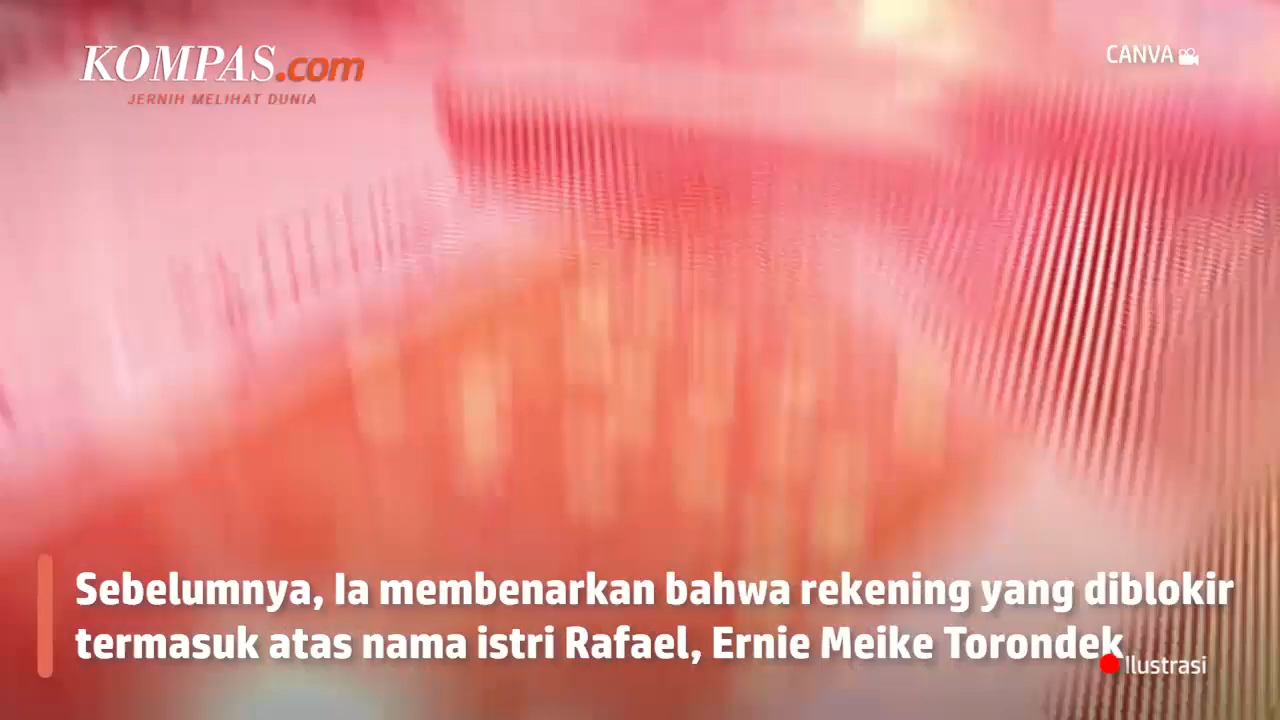 KOMPAS.com
JERNIH MELIHAT DUNIA
CANVA
Sebelumnya, Ia membenarkan bahwa rekening yang diblokir
termasuk atas nama istri Rafael, Ernie Meike Torondek
Ilustrasi